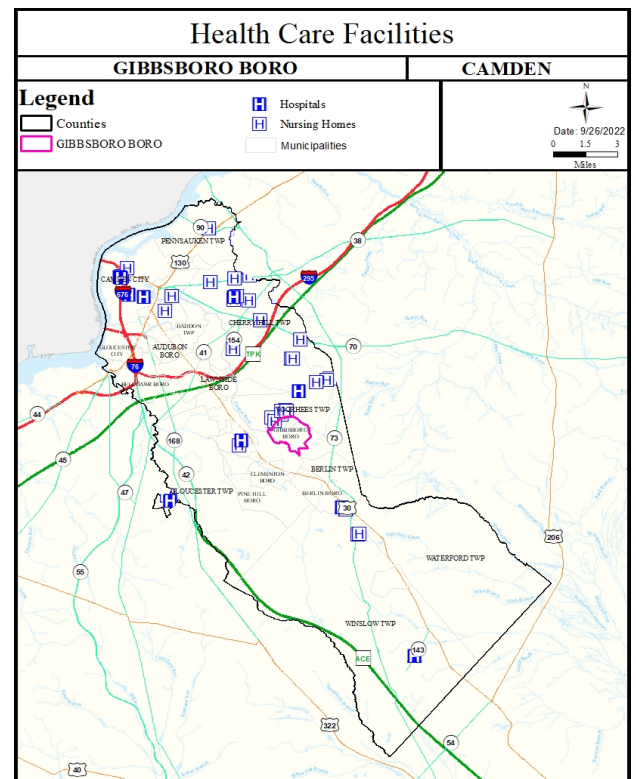 Health Care Facilities
GIBBSBORO BORO
CAMDEN
Legend
Counties
GIBBSBORO BORO
H Hospitals
H Nursing Homes
Municipalities
N
Date: 9/26/2022
0 1.5 3
Miles
90
PENNSAUKEN TWP
38
130
295
676
HADDON
TWP
CHERRY HILL TWP
GLOUCESTER
CITY
AUDUBON
BORO
41
154
TPK
70
76
BELLMAWR BORO
BORO
44
VOORHEES TWP
GIBBSBORO
BORO
168
73
45
42
BERLIN TWP
CLEMENTON
BORO
47
GLOUCESTER TWP
PINE HILL
BORO
BERLIN BORO
30
206
WATERFORD TWP
55
WINSLOW TWP
143
ACE
322
54
40